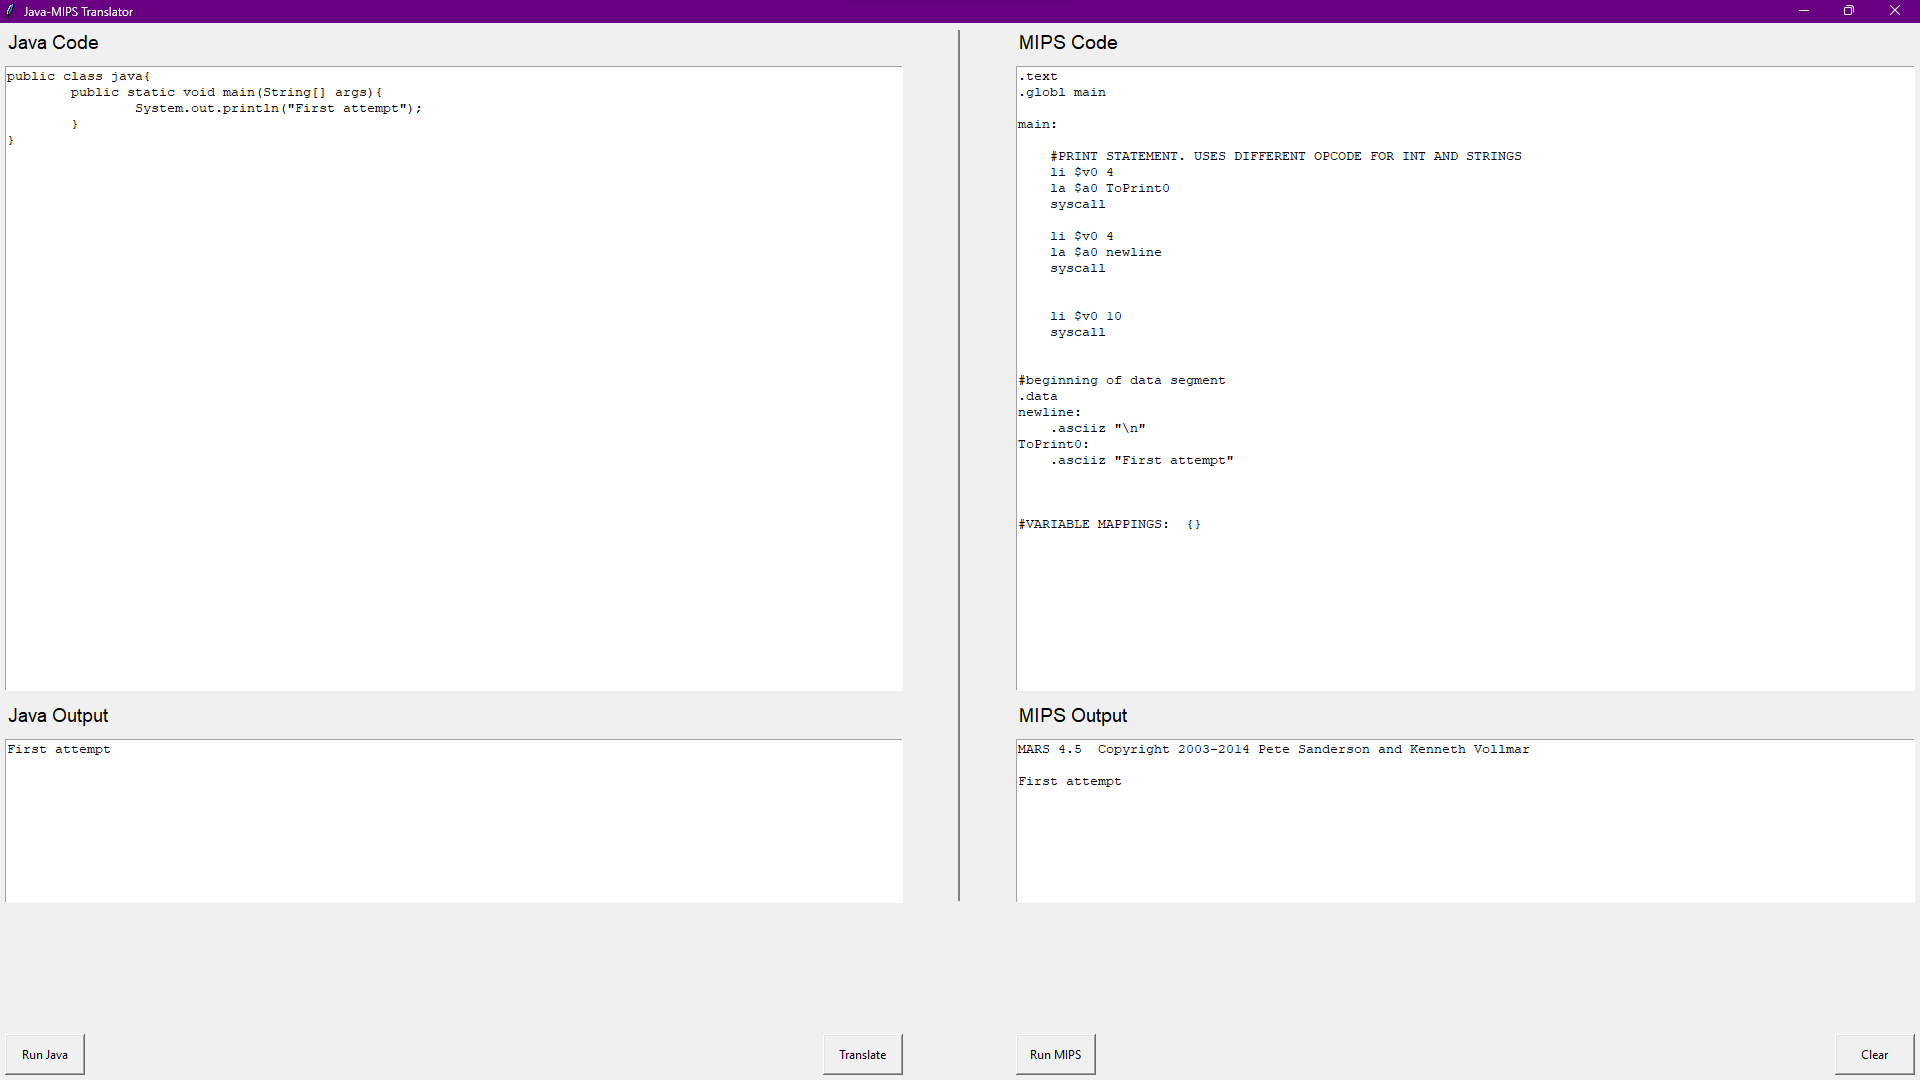 Java-MIPS Translator
Java Code
public class java{
        public static void main(String[] args){
                System.out.println("First attempt");
        }
}
MIPS Code
.text
.globl main
main:
    #PRINT STATEMENT. USES DIFFERENT OPCODE FOR INT AND STRINGS
    li $v0 4
    la $a0 ToPrint0
    syscall
    li $v0 4
    la $a0 newline
    syscall
    li $v0 10
    syscall
#beginning of data segment
.data
newline:
    .asciiz "\n"
ToPrint0:
    .asciiz "First attempt"
#VARIABLE MAPPINGS:  {}
Java Output
First attempt
MIPS Output
MARS 4.5  Copyright 2003-2014 Pete Sanderson and Kenneth Vollmar
First attempt
Run Java
Translate
Run MIPS
Clear